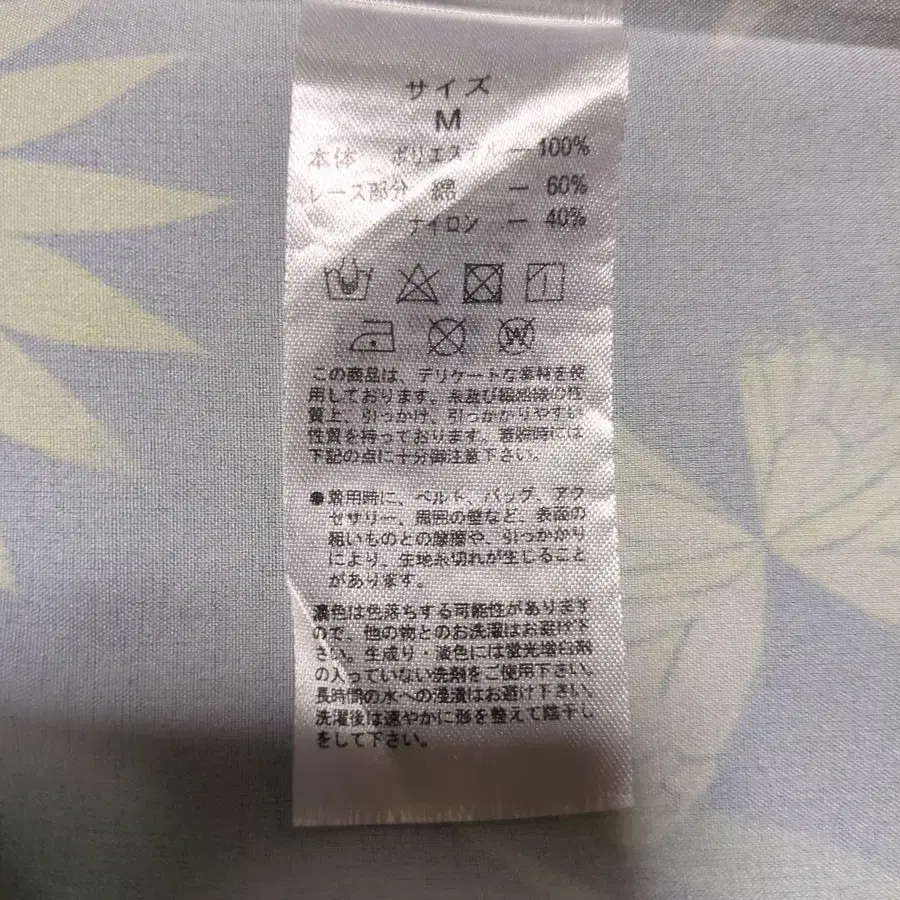 サイズ
M
本体 ポリエステル — 100%
レース部分 綿 — 60%
ナイロン — 40%
W
この商品は、デリケートな素材を使
用しております。糸及び編地の性
質上、引っかけ、引っかかりやすい
性質を持っております。着用時には
下記の点に十分御注意下さい。
●着用時に、ベルト、バッグ、アク
セサリー、周囲の壁など、表面の
粗いものとの摩擦や、引っかかり
により、生地糸切れが生じること
があります。
濃色は色落ちする可能性があります
ので、他の物とのお洗濯はお避け下
さい。生成り・淡色には蛍光増白剤
の入っていない洗剤をご使用下さい。
長時間の水への浸漬はお避け下さい。
洗濯後は速やかに形を整えて陰干し
をして下さい。